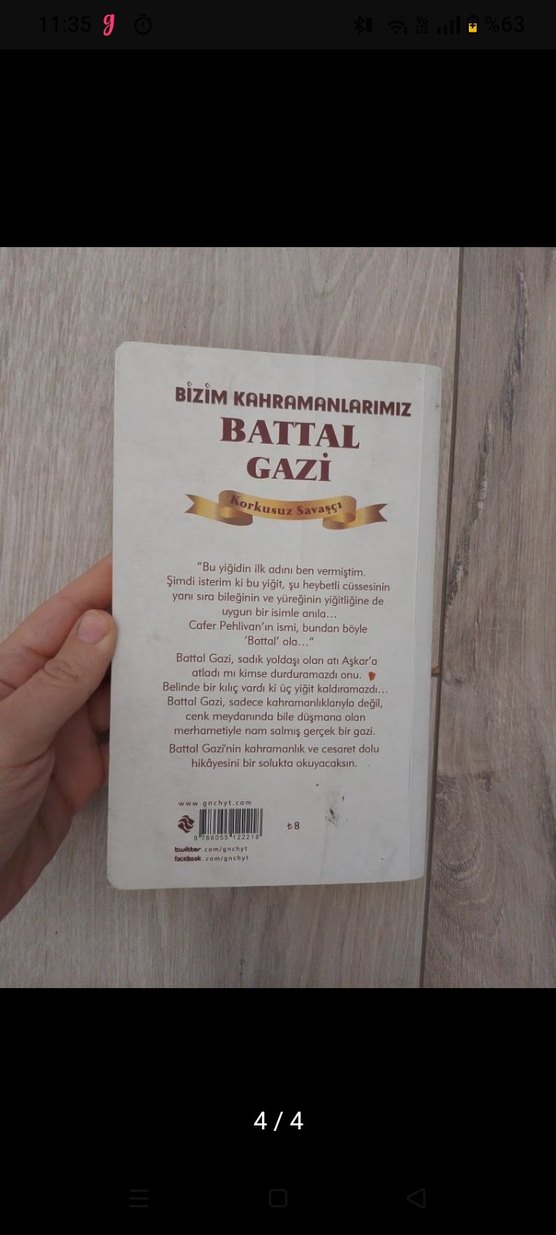 11:35 g %63
BİZİM KAHRAMANLARIMIZ
BATTAL
GAZİ
Korkusuz Savaşçı
"Bu yiğidin ilk adını ben vermiştim.
Şimdi isterim ki bu yiğit, şu heybetli cüssesinin
yanı sıra bileğinin ve yüreğinin yiğitliğine de
uygun bir isimle anıla...
Cafer Pehlivan'ın ismi, bundan böyle
'Battal' ola..."
Battal Gazi, sadık yoldaşı olan atı Aşkar'a
atladı mı kimse durduramazdı onu.
Belinde bir kılıç vardı ki üç yiğit kaldıramazdı...
Battal Gazi, sadece kahramanlıklarıyla değil,
cenk meydanında bile düşmana olan
merhametiyle nam salmış gerçek bir gazi.
Battal Gazi'nin kahramanlık ve cesaret dolu
hikâyesini bir solukta okuyacaksın.
www.gnchyt.com
9 786055 122218
₺8
twitter.com/gnchyt
facebook.com/gnchyt
4 / 4